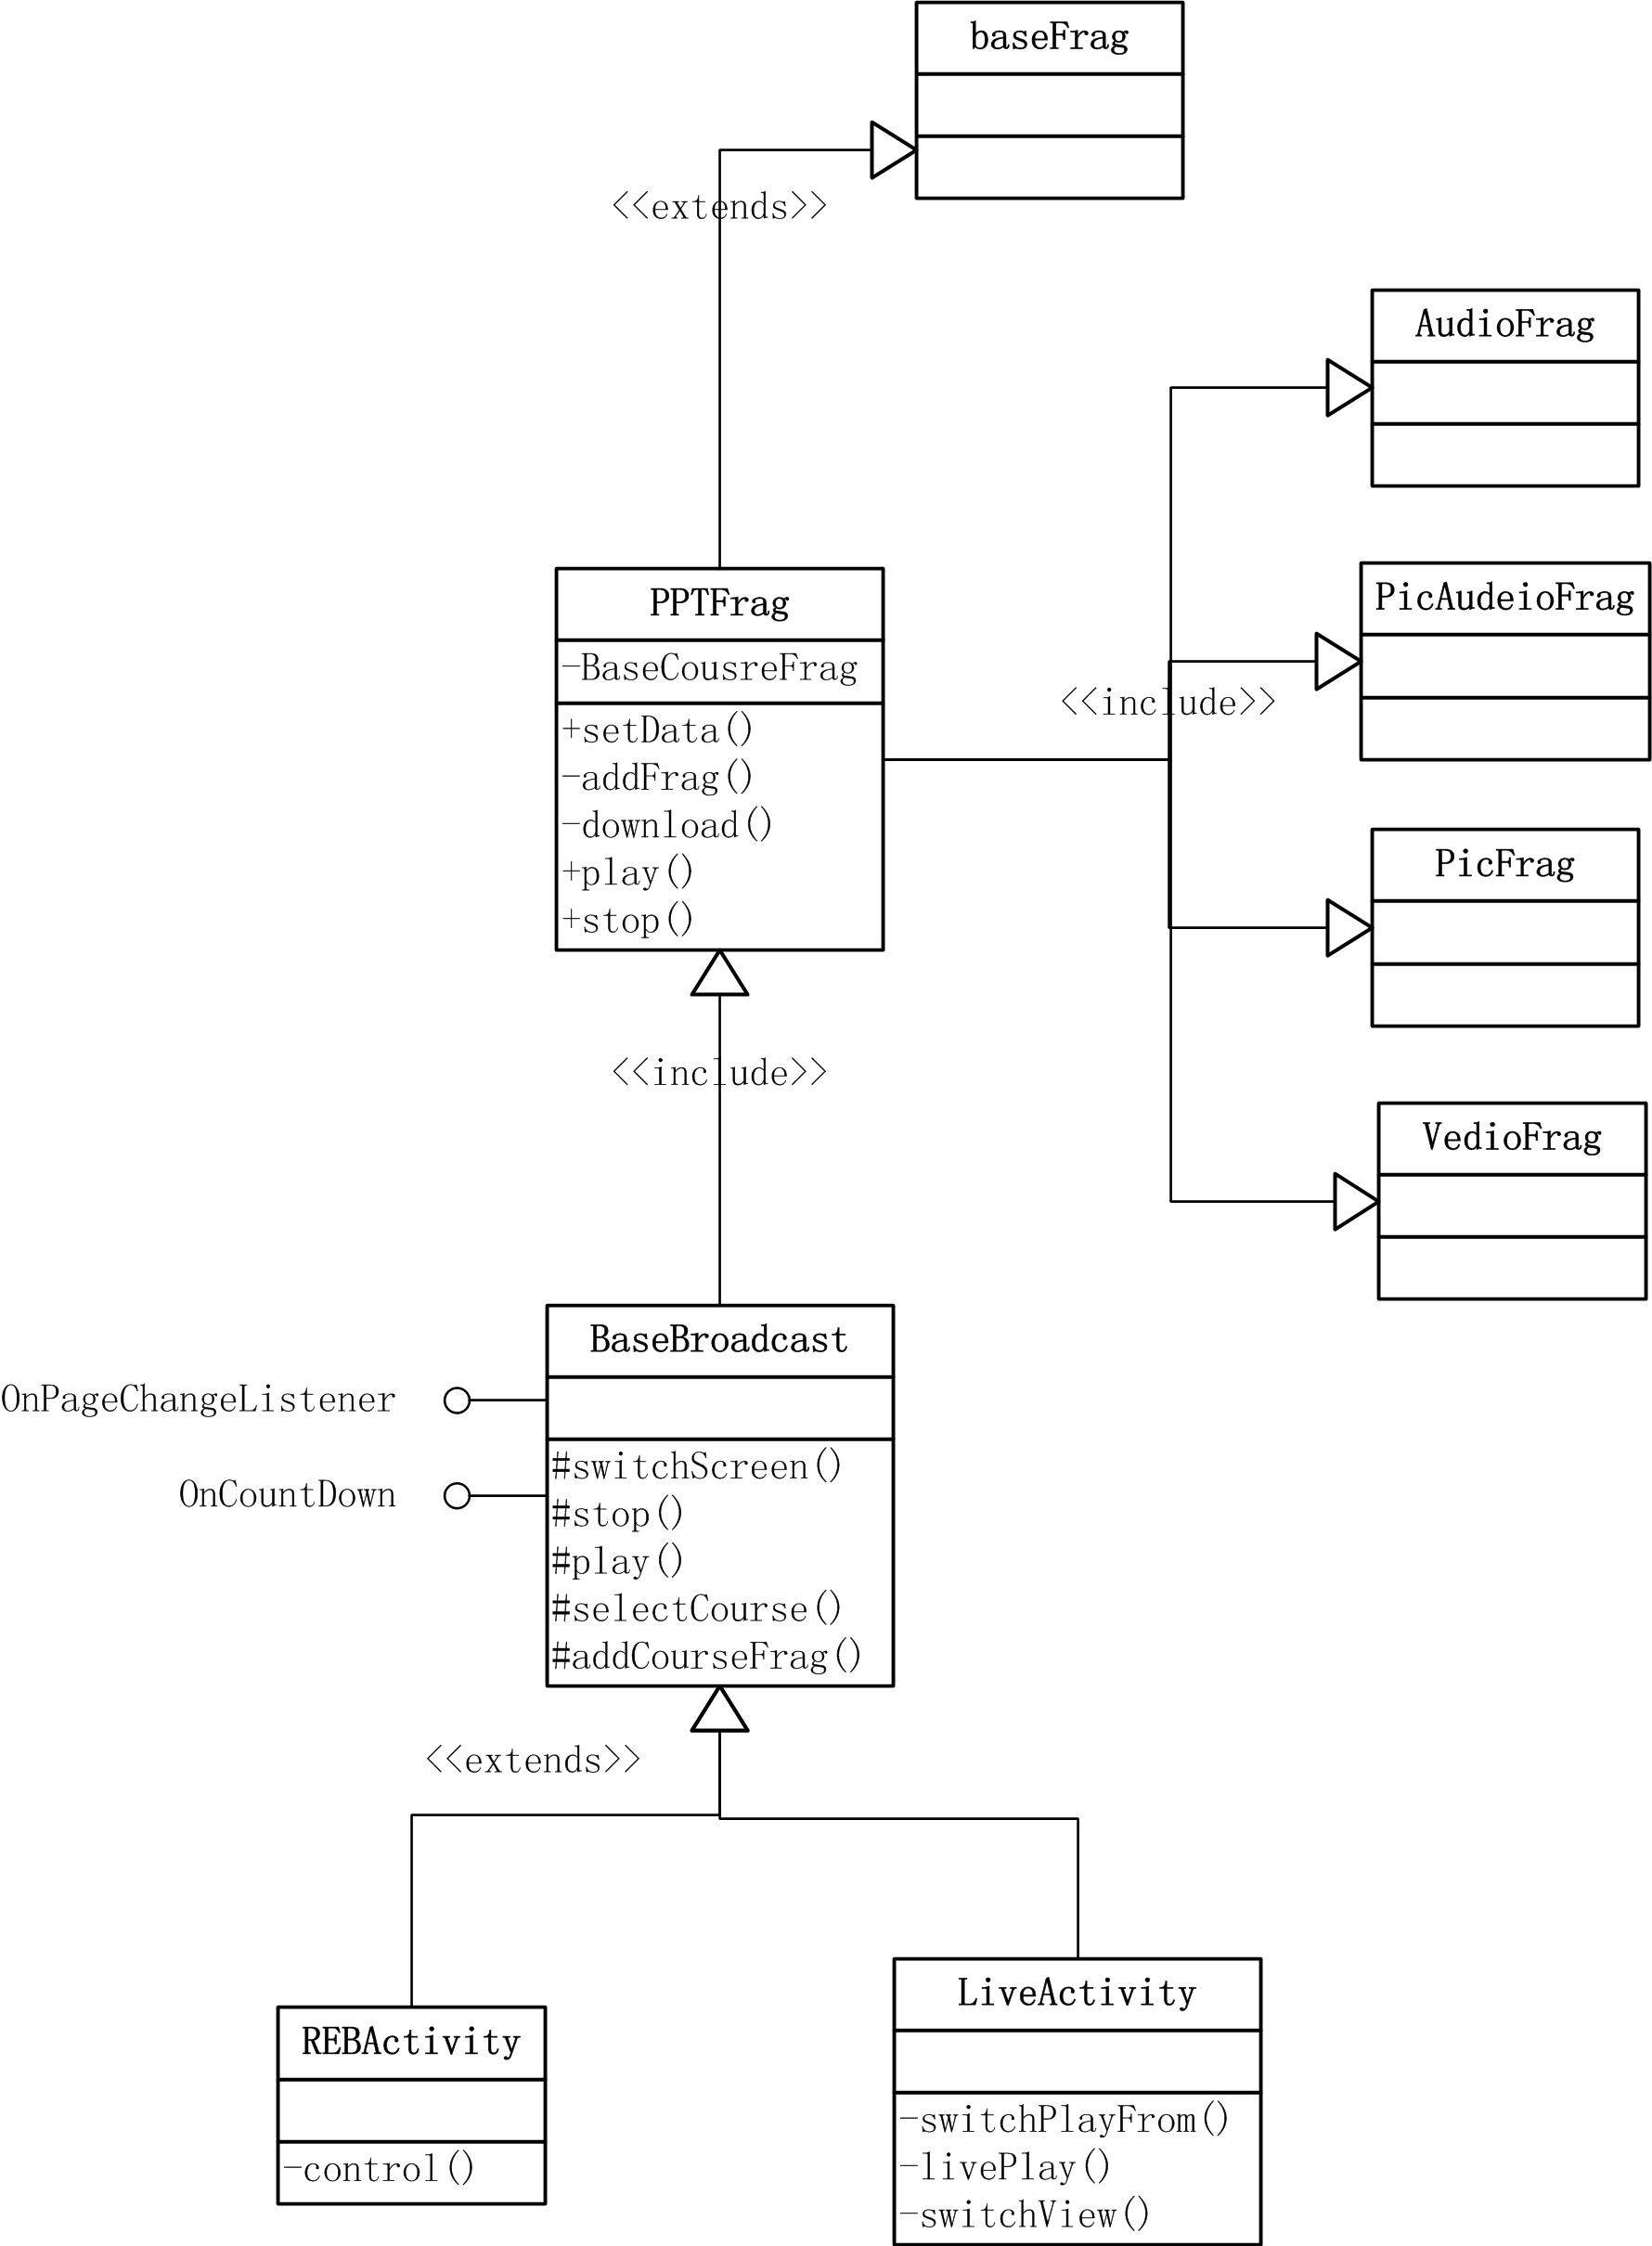 baseFrag
<<extends>>
AudioFrag
PPTFrag
-BaseCousreFrag
+setData()
-addFrag()
-download()
+play()
+stop()
<<include>>
PicAudeioFrag
PicFrag
VedioFrag
<<include>>
BaseBroadcast
OnPageChangeListener
OnCountDown
#switchScreen()
#stop()
#play()
#selectCourse()
#addCourseFrag()
<<extends>>
REBActivity
-control()
LiveActivity
-switchPlayFrom()
-livePlay()
-switchView()